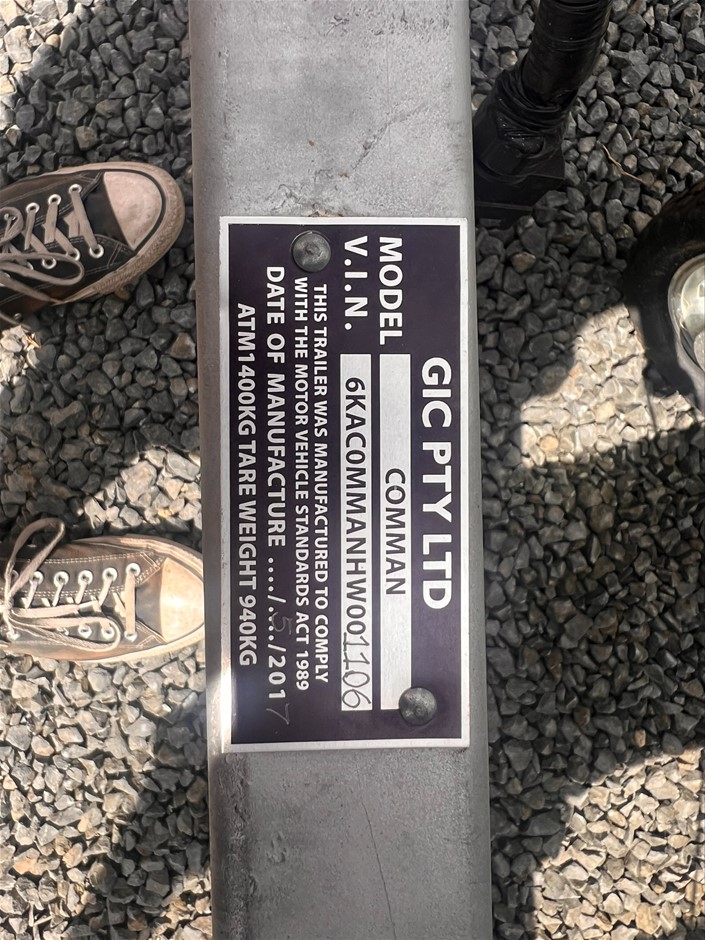 GIC PTY LTD
MODEL COMMAN
V.I.N. 6KAC0MMANHW001106
THIS TRAILER WAS MANUFACTURED TO COMPLY
WITH THE MOTOR VEHICLE STANDARDS ACT 1989
DATE OF MANUFACTURE ..../.5../2017
ATM1400KG TARE WEIGHT 940KG